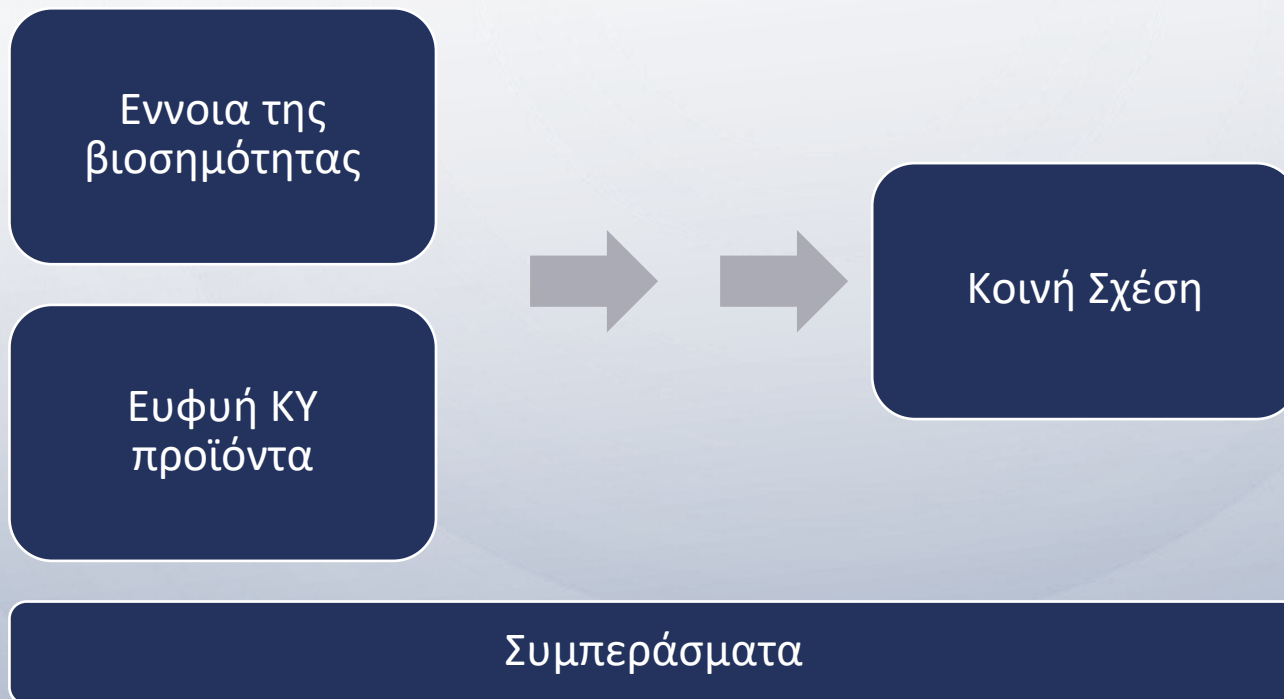 Εννοια της
βιοσημότητας
Ευφυή ΚΥ
προϊόντα
Κοινή Σχέση
Συμπεράσματα